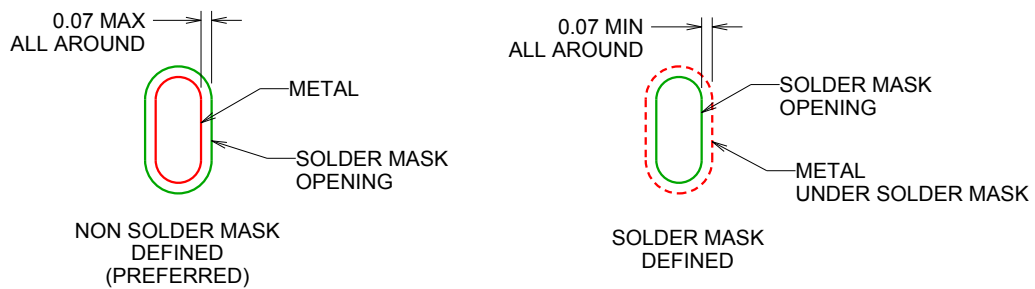 0.07 MAX
ALL AROUND
METAL
SOLDER MASK
OPENING
NON SOLDER MASK
DEFINED
(PREFERRED)
0.07 MIN
ALL AROUND
SOLDER MASK
OPENING
METAL
UNDER SOLDER MASK
SOLDER MASK
DEFINED